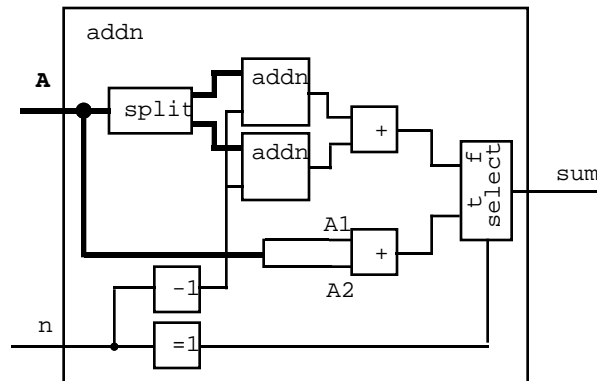 addn
A
split
addn
addn
+
t f
select
sum
A1
+
A2
-1
n
=1